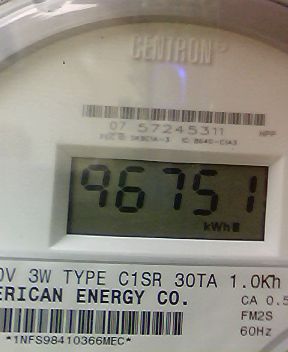 CENTRON®
07 57245311
HPP
96751
kWh
0V 3W TYPE C1SR 30TA 1.0Kh
ERICAN ENERGY CO.
CA 0.5
FM2S
60Hz
*1NFS98410366MEC*